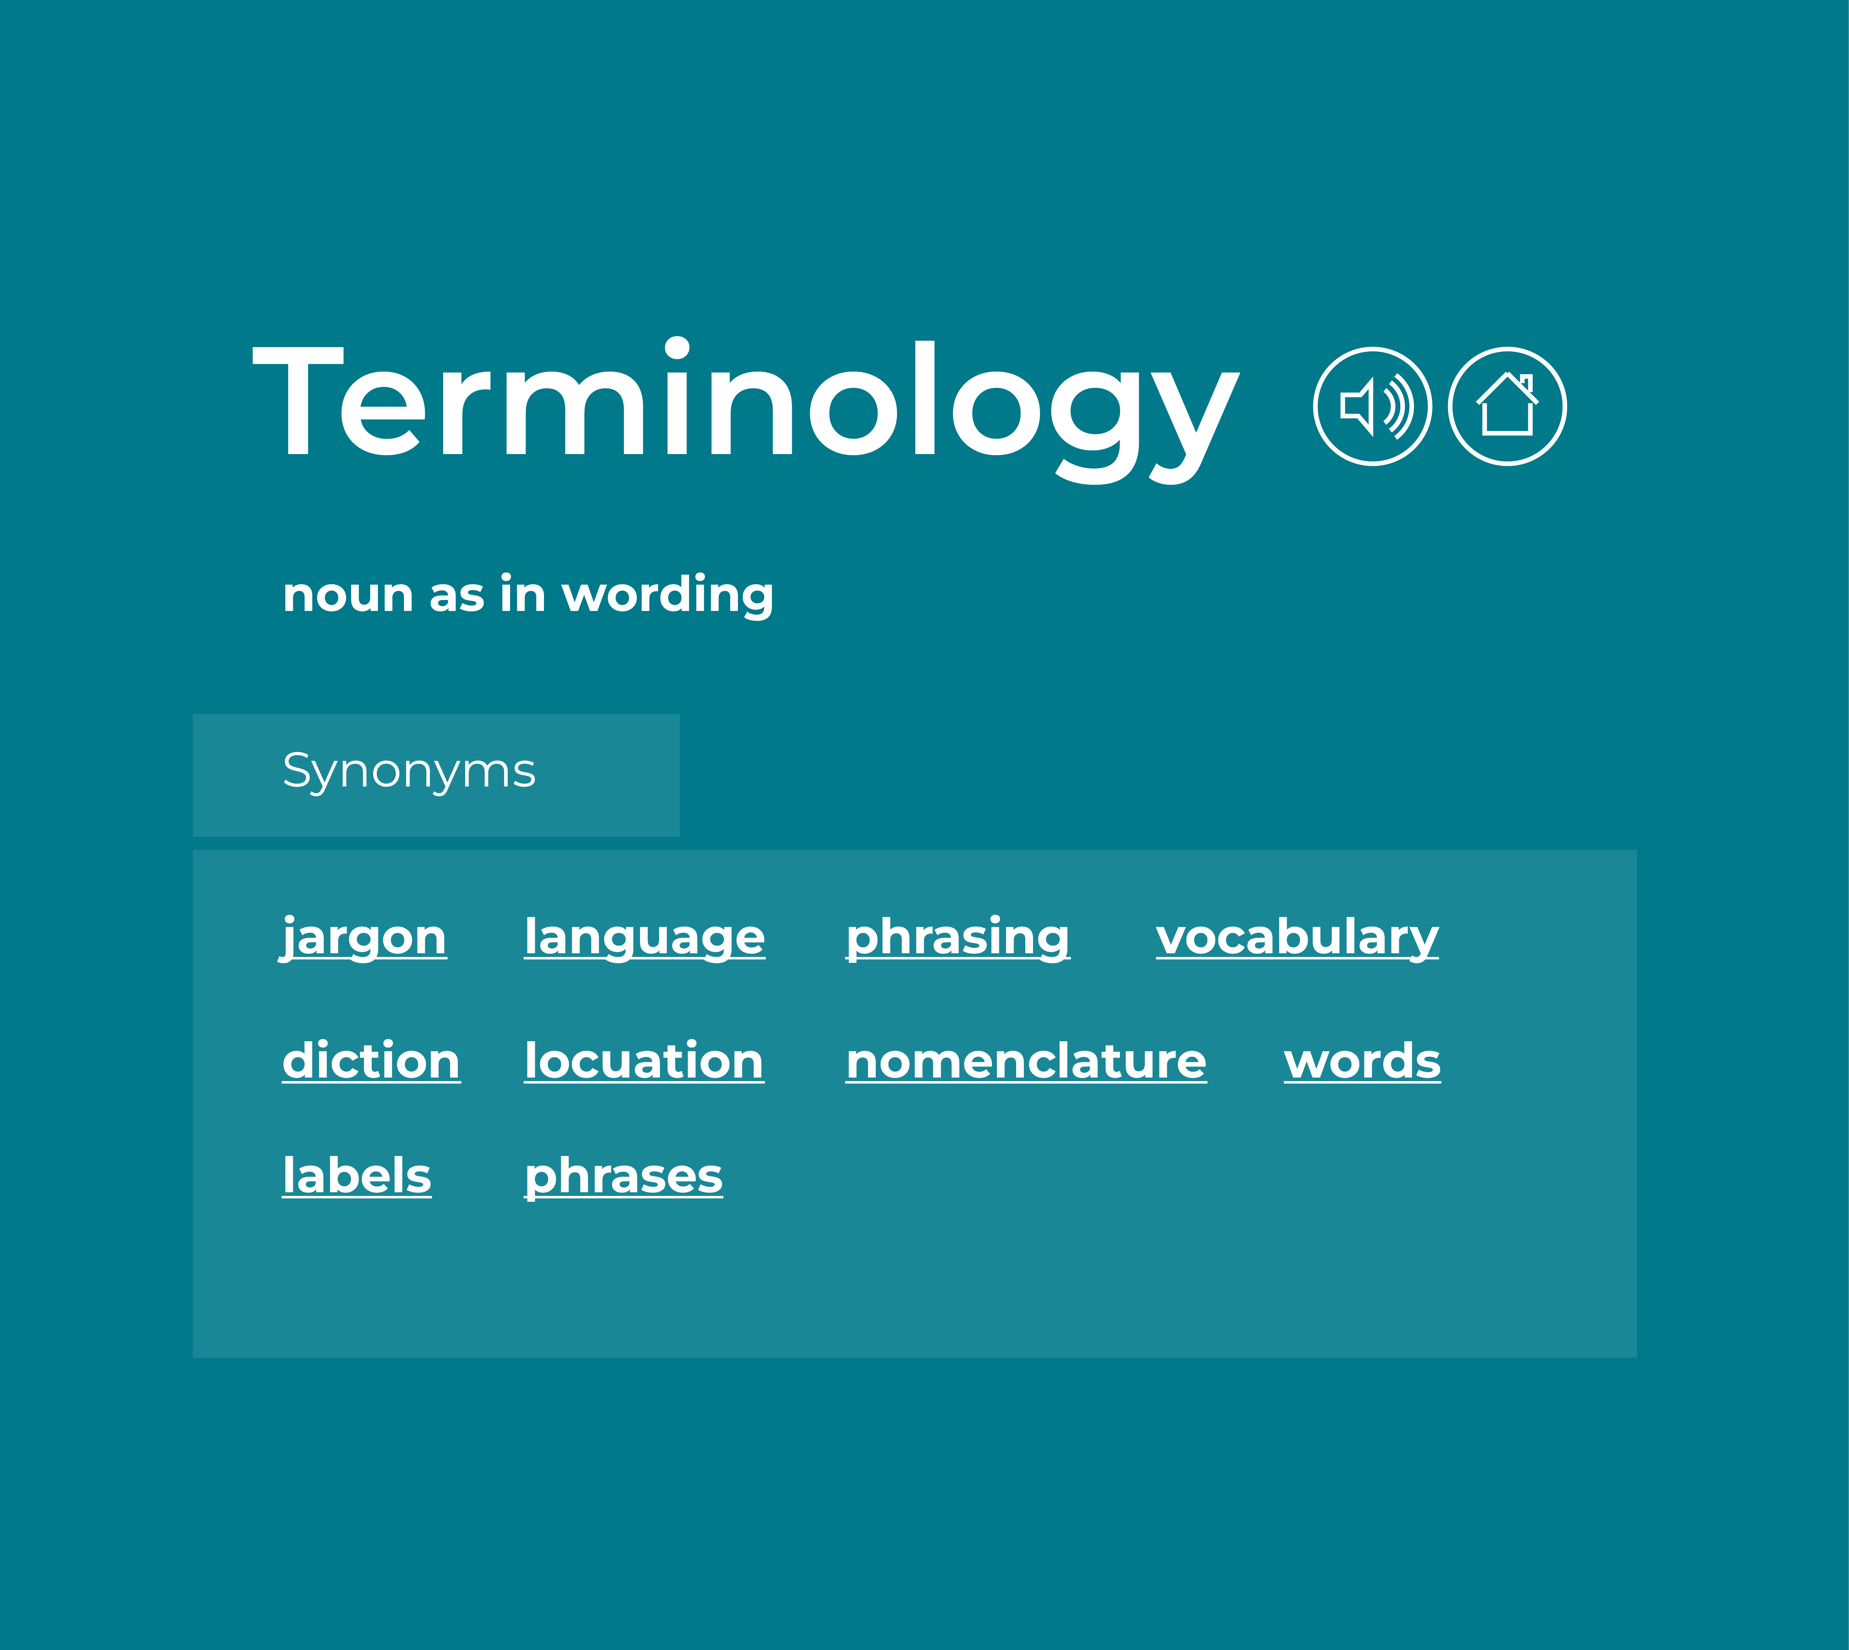 Terminology
noun as in wording
Synonyms
jargon language phrasing vocabulary
diction locuation nomenclature words
labels phrases